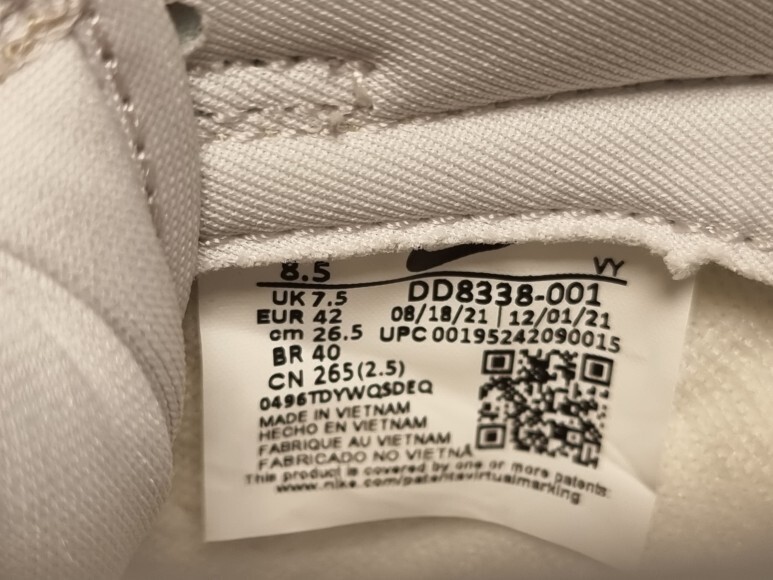 8.5 VY
UK 7.5 DD8338-001
EUR 42 08/18/21 | 12/01/21
cm 26.5 UPC 00195242090015
BR 40
CN 265(2.5)
0496TDYWQSDEQ
MADE IN VIETNAM
HECHO EN VIETNAM
FABRIQUE AU VIETNAM
FABRICADO NO VIETNÃ
This product is covered by one or more patents:
www.nike.com/patentsvirtualmarking